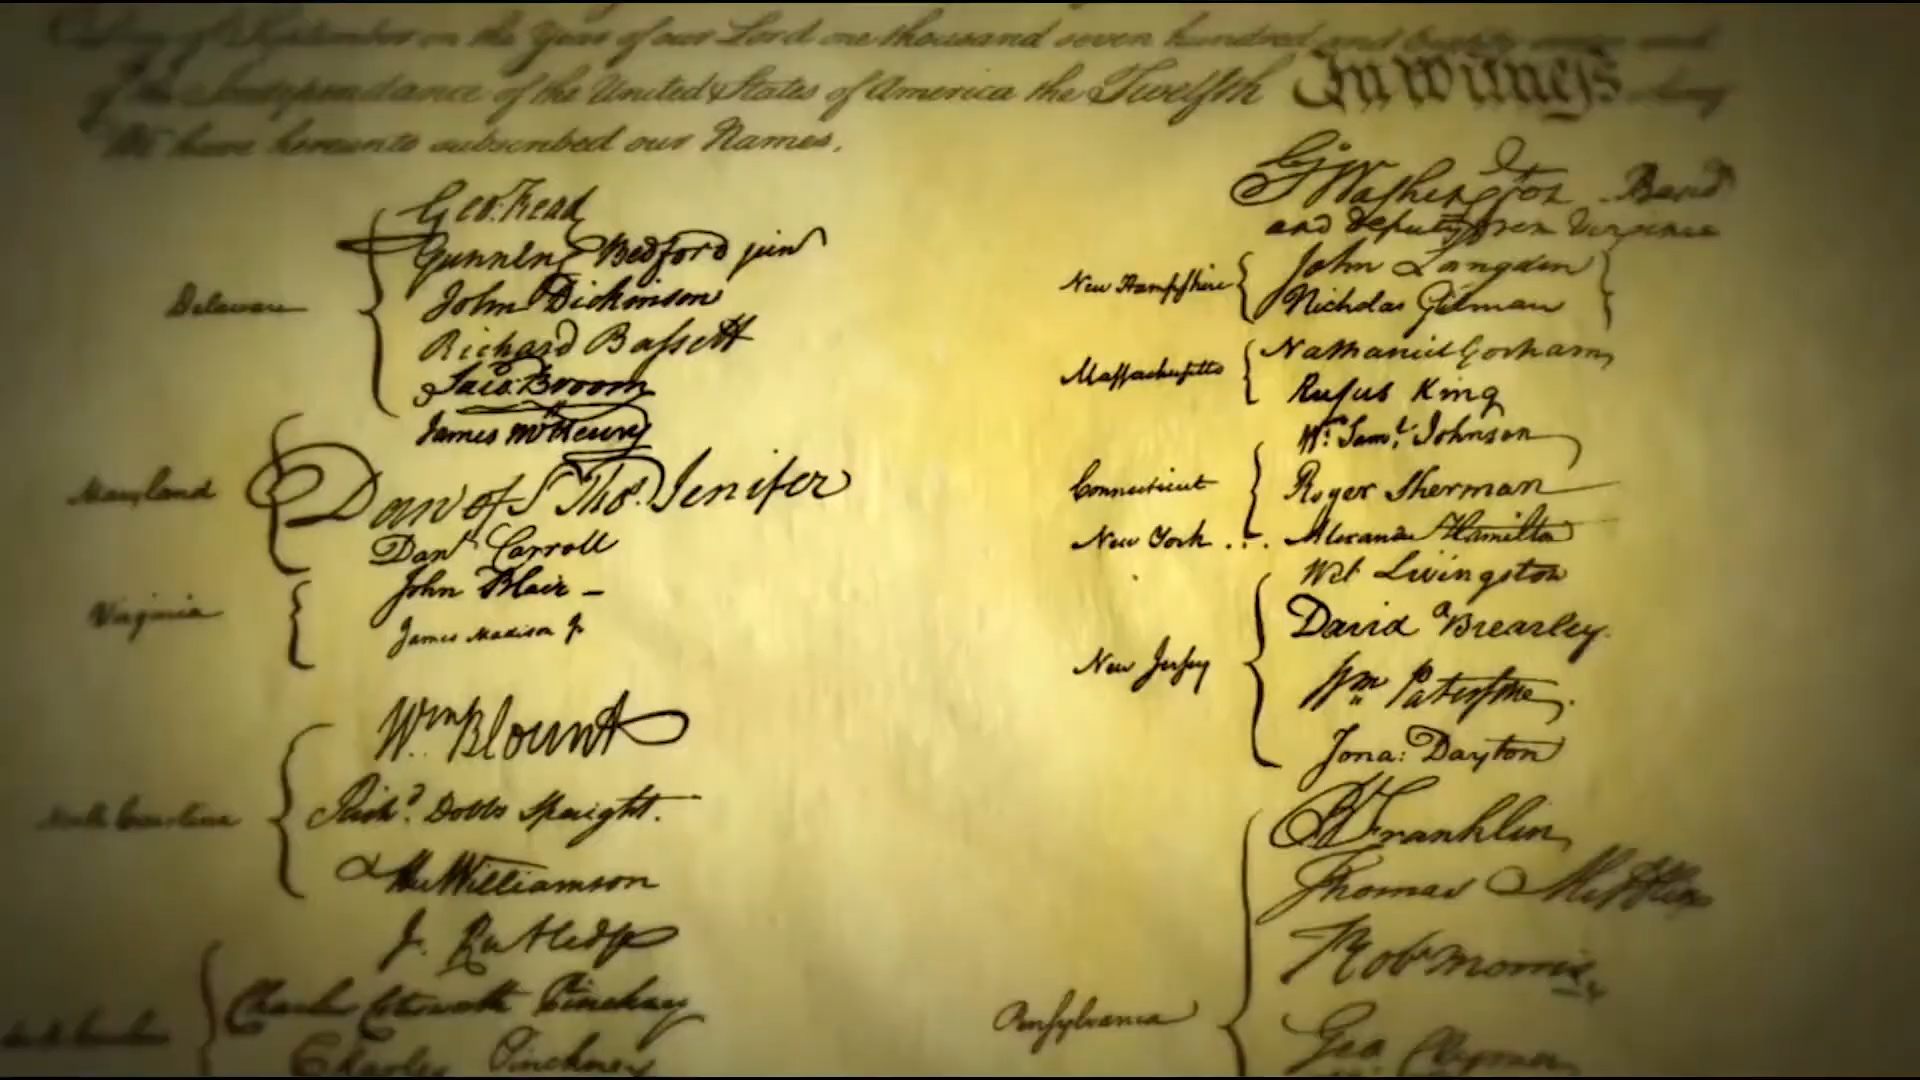 Day of September in the Year of our Lord one thousand seven hundred and
of the Independance of the United States of America the Twelfth In Witness
We have hereunto subscribed our Names.
Delaware
Geo: Read
Gunning Bedford jun
John Dickinson
Richard Bassett
Jaco: Broom
Maryland
James McHenry
Dan of St Thos. Jenifer
Danl Carroll
Virginia
John Blair —
James Madison Jr
North Carolina
Wm Blount
Richd. Dobbs Spaight.
Hu Williamson
J. Rutledge
Charles Cotesworth Pinckney
Charles Pinckney
Go Washington
and deputy from Virginia
New Hampshire
John Langdon
Nicholas Gilman
Massachusetts
Nathaniel Gorham
Rufus King
Connecticut
Wm. Saml. Johnson
Roger Sherman
New York . . . Alexander Hamilton
New Jersey
Wil Livingston
David Brearley.
Wm Paterson.
Jona: Dayton
Pensylvania
B Franklin
Thomas Mifflin
Robt Morris
Geo Clymer